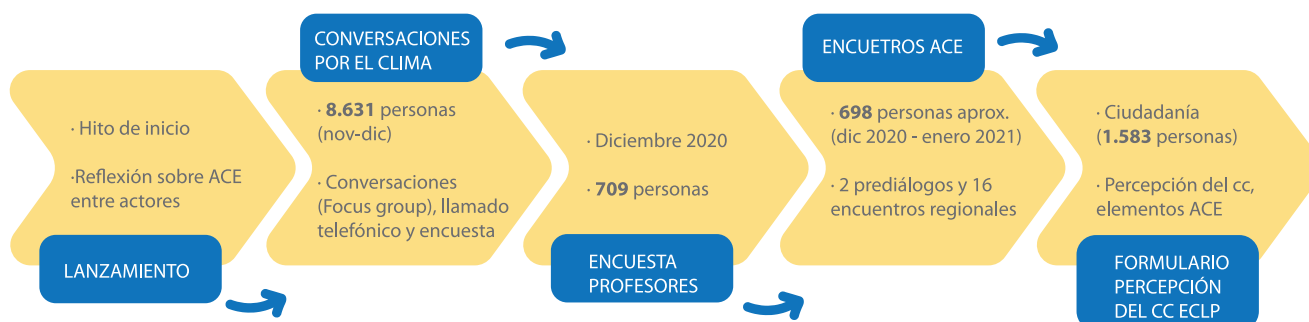 · Hito de inicio
·Reflexión sobre ACE
entre actores
LANZAMIENTO
CONVERSACIONES
POR EL CLIMA
· 8.631 personas
(nov-dic)
· Conversaciones
(Focus group), llamado
telefónico y encuesta
· Diciembre 2020
· 709 personas
ENCUESTA
PROFESORES
ENCUETROS ACE
· 698 personas aprox.
(dic 2020 - enero 2021)
· 2 prediálogos y 16
encuentros regionales
· Ciudadanía
(1.583 personas)
· Percepción del cc,
elementos ACE
FORMULARIO
PERCEPCIÓN
DEL CC ECLP